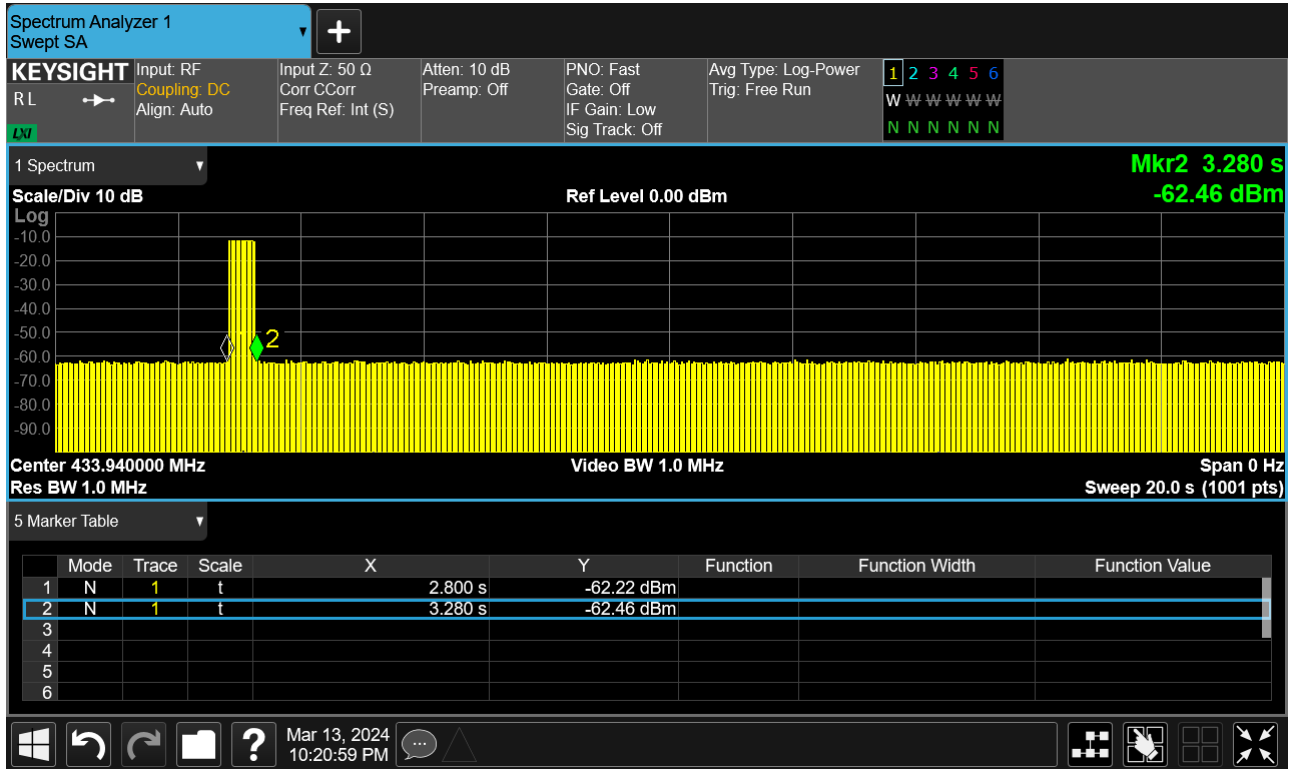 Spectrum Analyzer 1
Swept SA
KEYSIGHT
R L
LXI
Input: RF
Coupling: DC
Align: Auto
Input Z: 50 Ω
Corr CCorr
Freq Ref: Int (S)
Atten: 10 dB
Preamp: Off
PNO: Fast
Gate: Off
IF Gain: Low
Sig Track: Off
Avg Type: Log-Power
Trig: Free Run
1 2 3 4 5 6
W W W W W W
N N N N N N
1 Spectrum
Mkr2 3.280 s
Scale/Div 10 dB
Ref Level 0.00 dBm
-62.46 dBm
Log
-10.0
-20.0
-30.0
-40.0
-50.0
-60.0
-70.0
-80.0
-90.0
2
Center 433.940000 MHz
Video BW 1.0 MHz
Span 0 Hz
Res BW 1.0 MHz
Sweep 20.0 s (1001 pts)
5 Marker Table
Mode Trace Scale X Y Function Function Width Function Value
1 N 1 t 2.800 s -62.22 dBm
2 N 1 t 3.280 s -62.46 dBm
3
4
5
6
?
Mar 13, 2024
10:20:59 PM